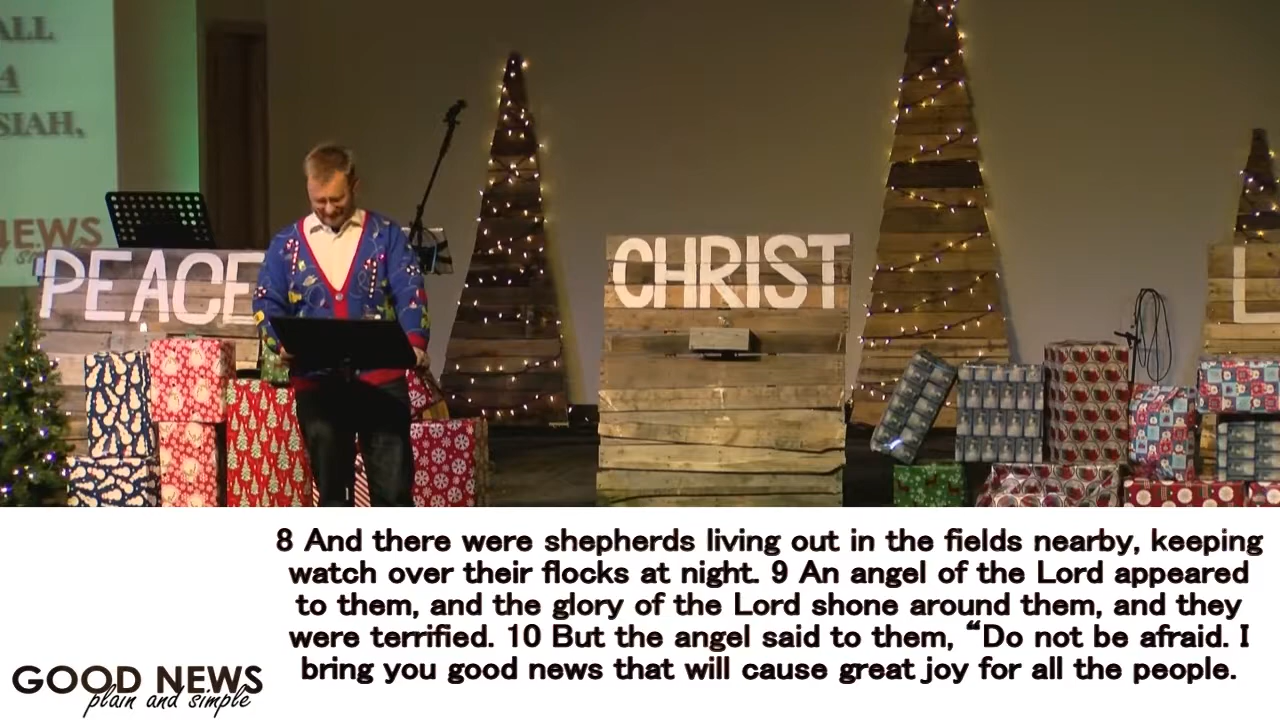 ALL
SIAH,
NEWS
PEACE
CHRIST
L
8 And there were shepherds living out in the fields nearby, keeping
watch over their flocks at night. 9 An angel of the Lord appeared
to them, and the glory of the Lord shone around them, and they
were terrified. 10 But the angel said to them, “Do not be afraid. I
bring you good news that will cause great joy for all the people.
GOOD NEWS
plain and simple